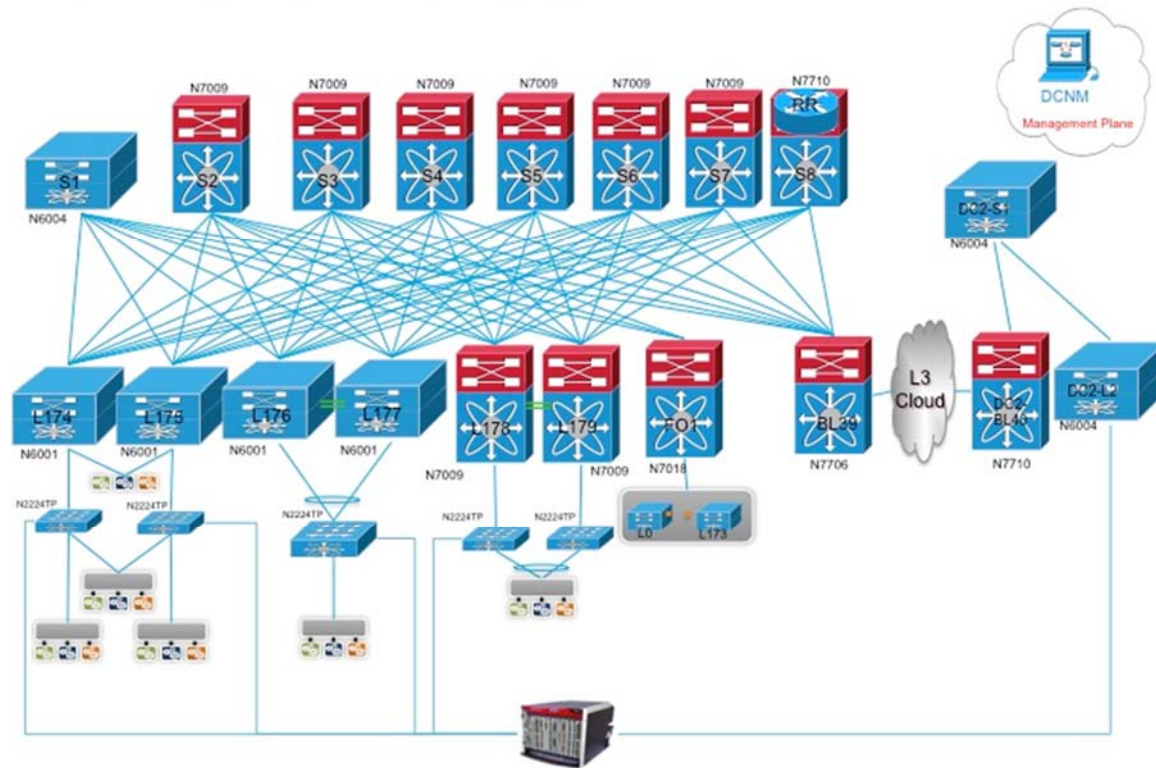 N7009
N7009
N7009
N7009
N7009
N7009
N7710
DCNM
Management Plane
RR
S1
S2
S3
S4
S5
S6
S7
S8
N6004
DC2-S1
N6004
L3
Cloud
L174
L175
L176
L177
L178
L179
FO1
BL39
DC2-
BL40
DC2-L2
N6001
N6001
N6001
N6001
N7009
N7009
N7018
N7706
N7710
N6004
N2224TP
N2224TP
N2224TP
N2224TP
N2224TP
L0
L173